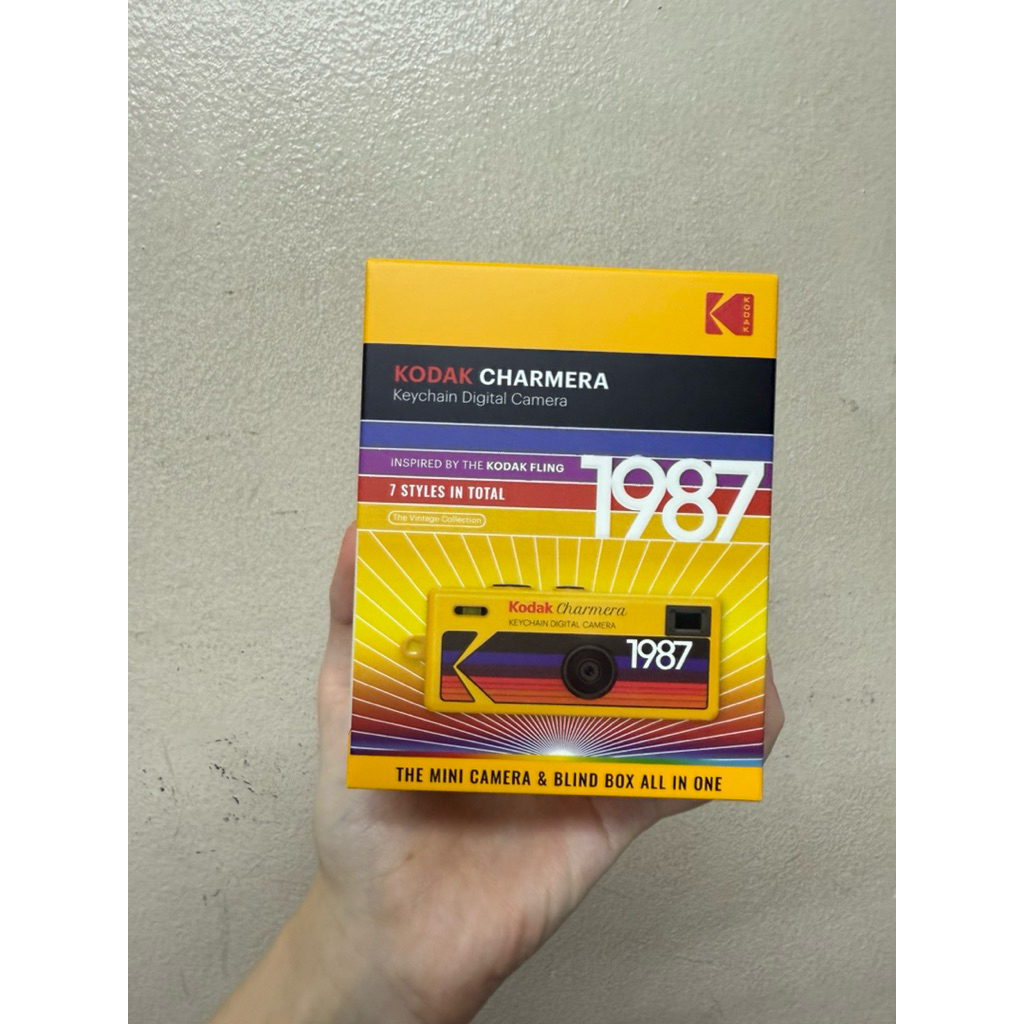 KODAK
KODAK CHARMERA
Keychain Digital Camera
INSPIRED BY THE KODAK FLING
1987
7 STYLES IN TOTAL
The Vintage Collection
Kodak Charmera
KEYCHAIN DIGITAL CAMERA
1987
THE MINI CAMERA & BLIND BOX ALL IN ONE